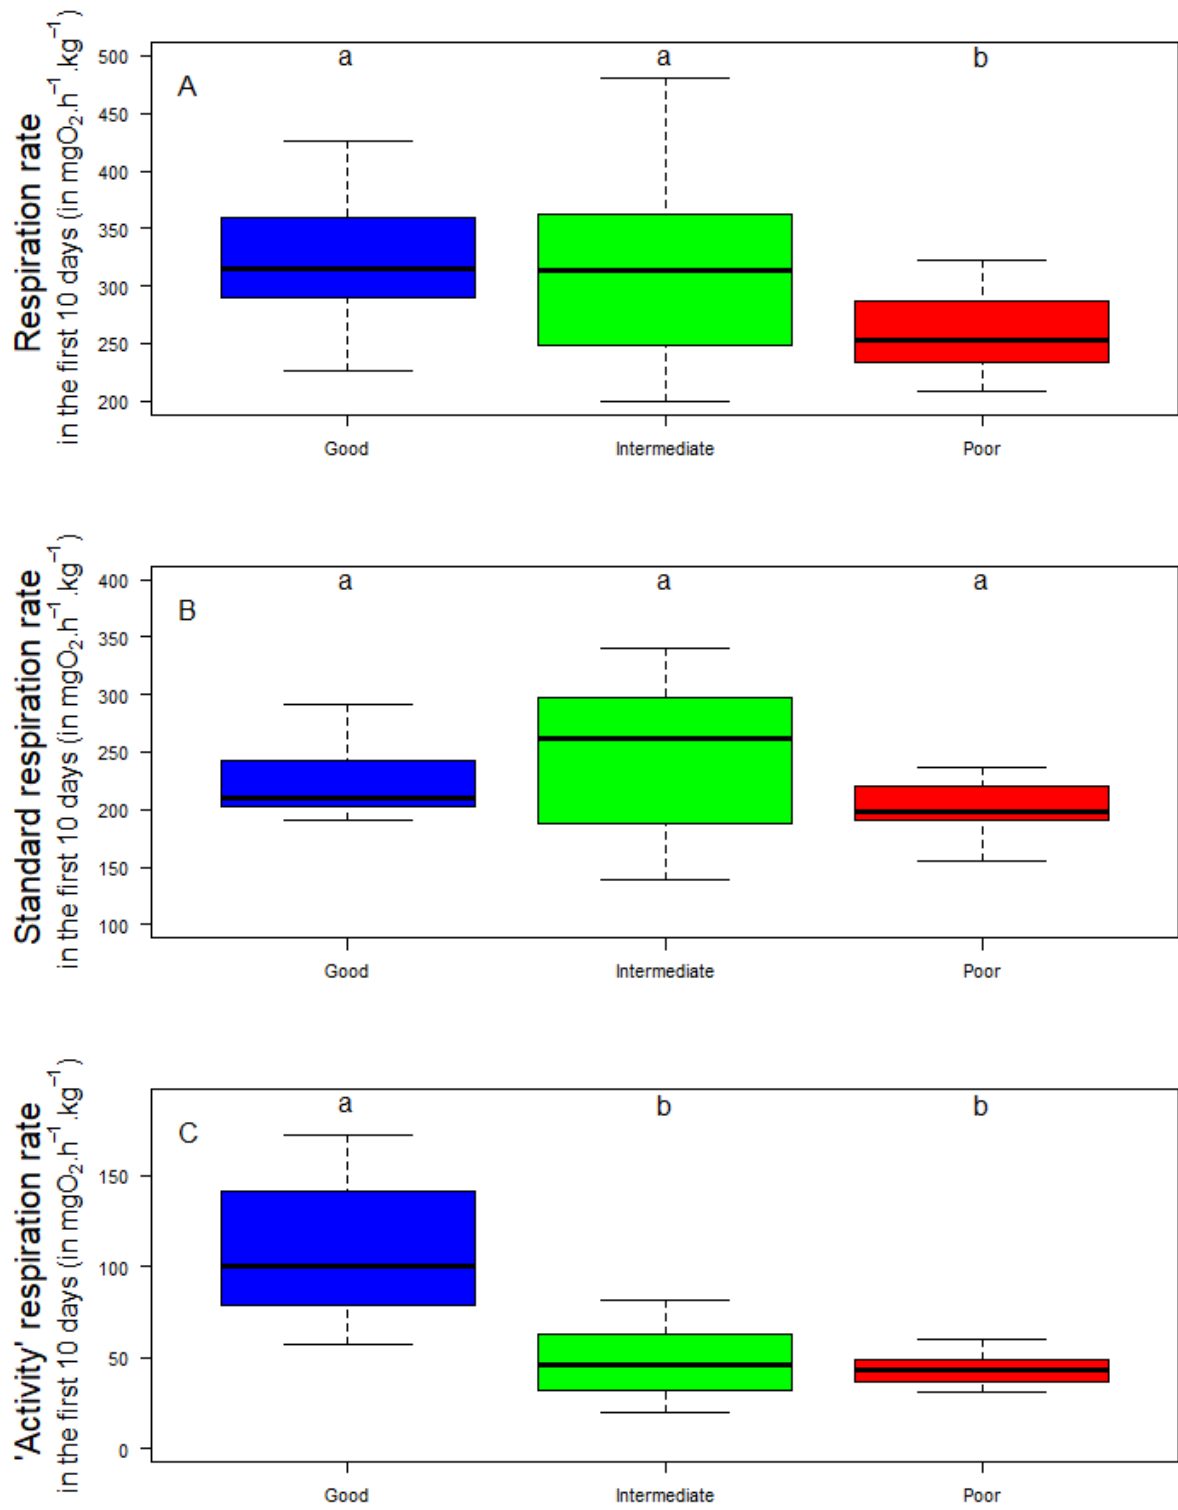 Respiration rate
in the first 10 days (in mgO₂.h⁻¹.kg⁻¹)
A
a a b
500
450
400
350
300
250
200
Good Intermediate Poor
Standard respiration rate
in the first 10 days (in mgO₂.h⁻¹.kg⁻¹)
B
a a a
400
350
300
250
200
150
100
Good Intermediate Poor
'Activity' respiration rate
in the first 10 days (in mgO₂.h⁻¹.kg⁻¹)
C
a b b
150
100
50
0
Good Intermediate Poor